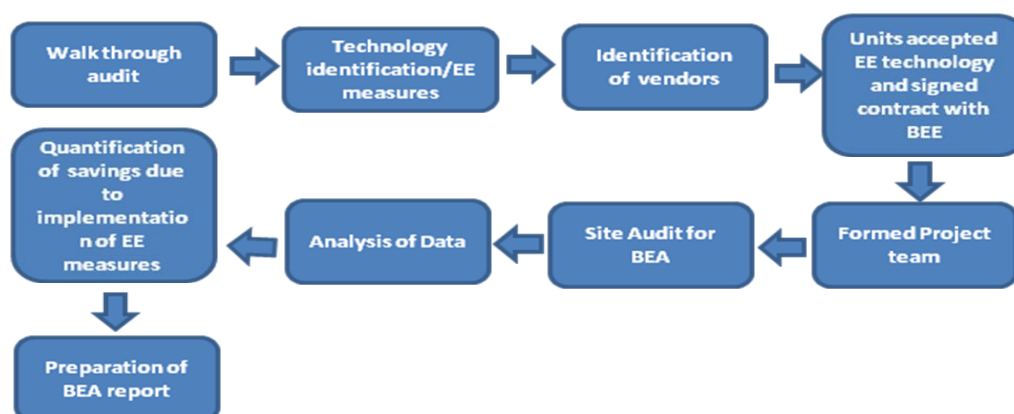 Walk through
audit
Technology
identification/EE
measures
Identification
of vendors
Units accepted
EE technology
and signed
contract with
BEE
Formed Project
team
Site Audit for
BEA
Analysis of Data
Quantification
of savings due
to
implementatio
n of EE
measures
Preparation of
BEA report